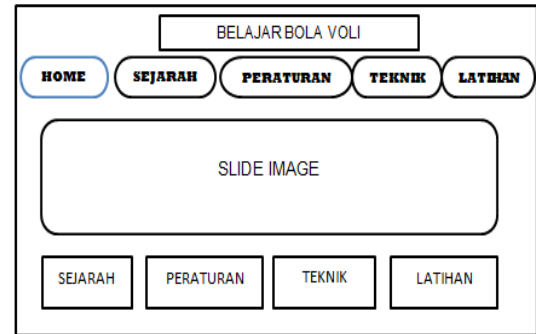 BELAJAR BOLA VOLI
HOME SEJARAH PERATURAN TEKNIK LATIHAN
SLIDE IMAGE
SEJARAH PERATURAN TEKNIK LATIHAN